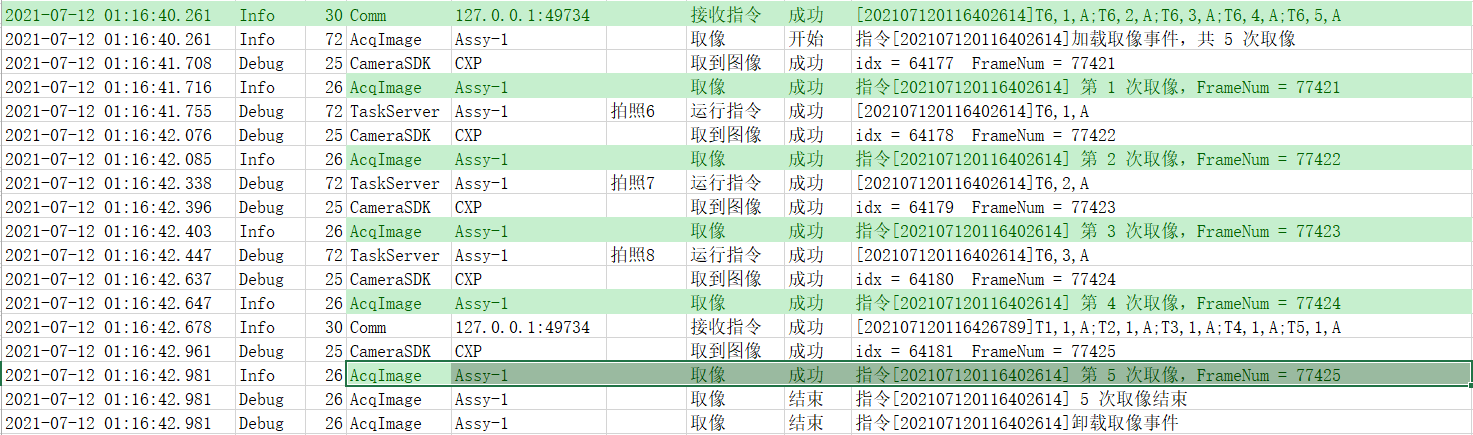 2021-07-12 01:16:40.261 Info 30 Comm 127.0.0.1:49734 接收指令 成功 [202107120116402614]T6,1,A;T6,2,A;T6,3,A;T6,4,A;T6,5,A
2021-07-12 01:16:40.261 Info 72 AcqImage Assy-1 取像 开始 指令[202107120116402614]加载取像事件，共 5 次取像
2021-07-12 01:16:41.708 Debug 25 CameraSDK CXP 取到图像 成功 idx = 64177 FrameNum = 77421
2021-07-12 01:16:41.716 Info 26 AcqImage Assy-1 取像 成功 指令[202107120116402614] 第 1 次取像，FrameNum = 77421
2021-07-12 01:16:41.755 Debug 72 TaskServer Assy-1 拍照6 运行指令 成功 [202107120116402614]T6,1,A
2021-07-12 01:16:42.076 Debug 25 CameraSDK CXP 取到图像 成功 idx = 64178 FrameNum = 77422
2021-07-12 01:16:42.085 Info 26 AcqImage Assy-1 取像 成功 指令[202107120116402614] 第 2 次取像，FrameNum = 77422
2021-07-12 01:16:42.338 Debug 72 TaskServer Assy-1 拍照7 运行指令 成功 [202107120116402614]T6,2,A
2021-07-12 01:16:42.396 Debug 25 CameraSDK CXP 取到图像 成功 idx = 64179 FrameNum = 77423
2021-07-12 01:16:42.403 Info 26 AcqImage Assy-1 取像 成功 指令[202107120116402614] 第 3 次取像，FrameNum = 77423
2021-07-12 01:16:42.447 Debug 72 TaskServer Assy-1 拍照8 运行指令 成功 [202107120116402614]T6,3,A
2021-07-12 01:16:42.637 Debug 25 CameraSDK CXP 取到图像 成功 idx = 64180 FrameNum = 77424
2021-07-12 01:16:42.647 Info 26 AcqImage Assy-1 取像 成功 指令[202107120116402614] 第 4 次取像，FrameNum = 77424
2021-07-12 01:16:42.678 Info 30 Comm 127.0.0.1:49734 接收指令 成功 [202107120116426789]T1,1,A;T2,1,A;T3,1,A;T4,1,A;T5,1,A
2021-07-12 01:16:42.961 Debug 25 CameraSDK CXP 取到图像 成功 idx = 64181 FrameNum = 77425
2021-07-12 01:16:42.981 Info 26 AcqImage Assy-1 取像 成功 指令[202107120116402614] 第 5 次取像，FrameNum = 77425
2021-07-12 01:16:42.981 Debug 26 AcqImage Assy-1 取像 结束 指令[202107120116402614] 5 次取像结束
2021-07-12 01:16:42.981 Debug 26 AcqImage Assy-1 取像 结束 指令[202107120116402614]卸载取像事件